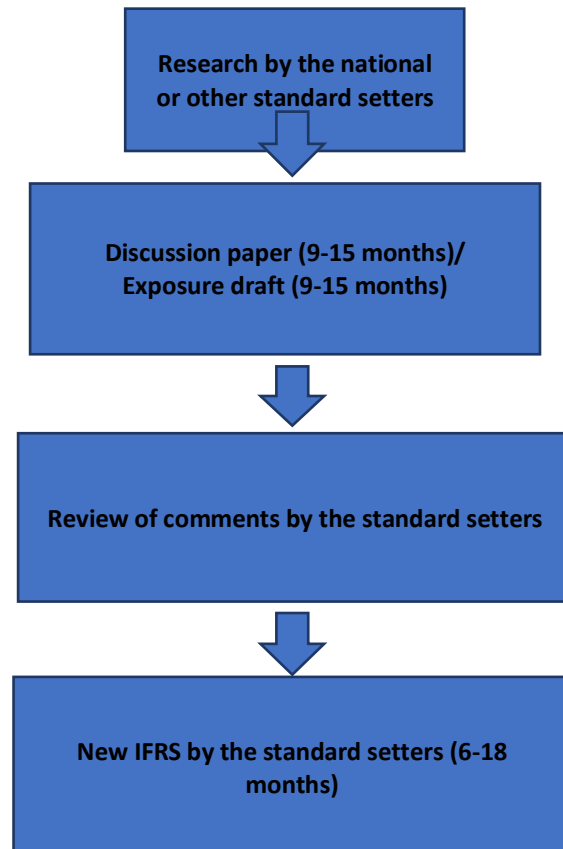 Research by the national
or other standard setters
Discussion paper (9-15 months)/
Exposure draft (9-15 months)
Review of comments by the standard setters
New IFRS by the standard setters (6-18
months)